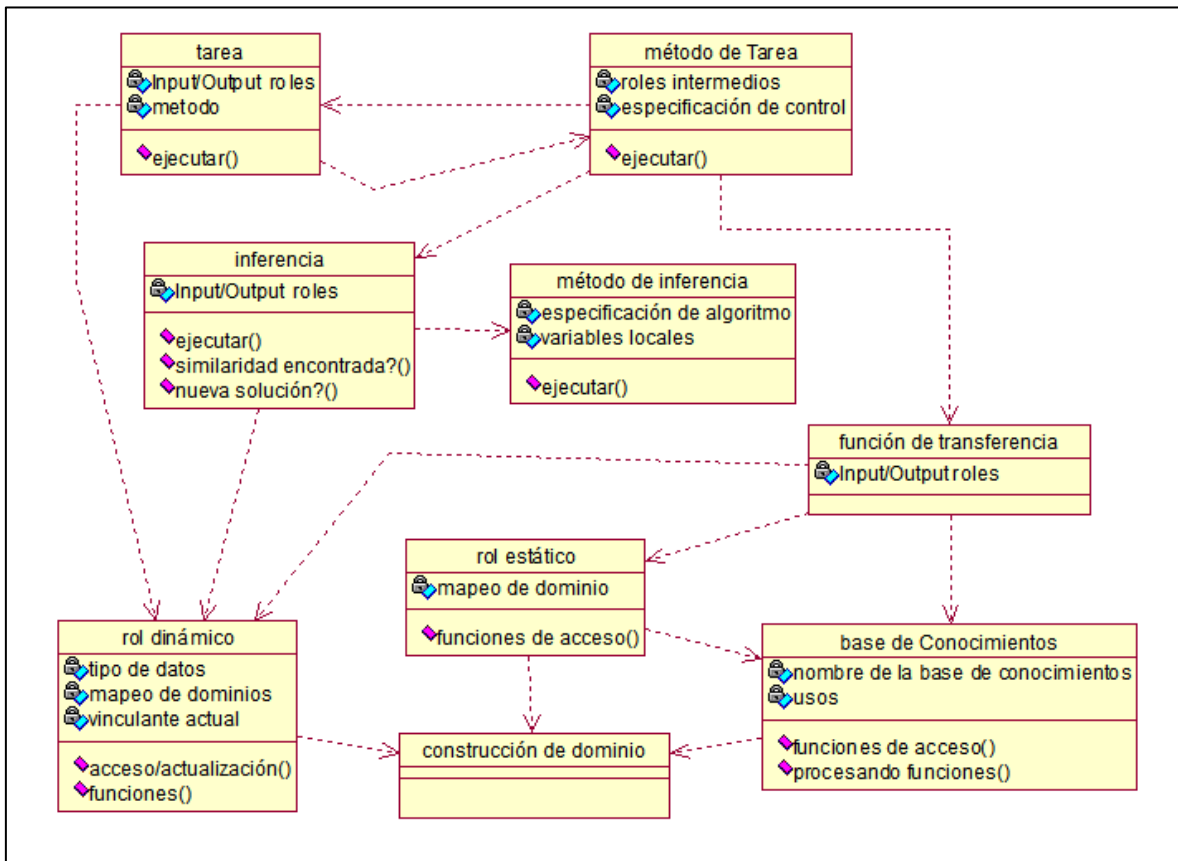 tarea
Input/Output roles
metodo
ejecutar()
método de Tarea
roles intermedios
especificación de control
ejecutar()
inferencia
Input/Output roles
ejecutar()
similaridad encontrada?()
nueva solución?()
método de inferencia
especificación de algoritmo
variables locales
ejecutar()
función de transferencia
Input/Output roles
rol estático
mapeo de dominio
funciones de acceso()
rol dinámico
tipo de datos
mapeo de dominios
vinculante actual
acceso/actualización()
funciones()
construcción de dominio
base de Conocimientos
nombre de la base de conocimientos
usos
funciones de acceso()
procesando funciones()